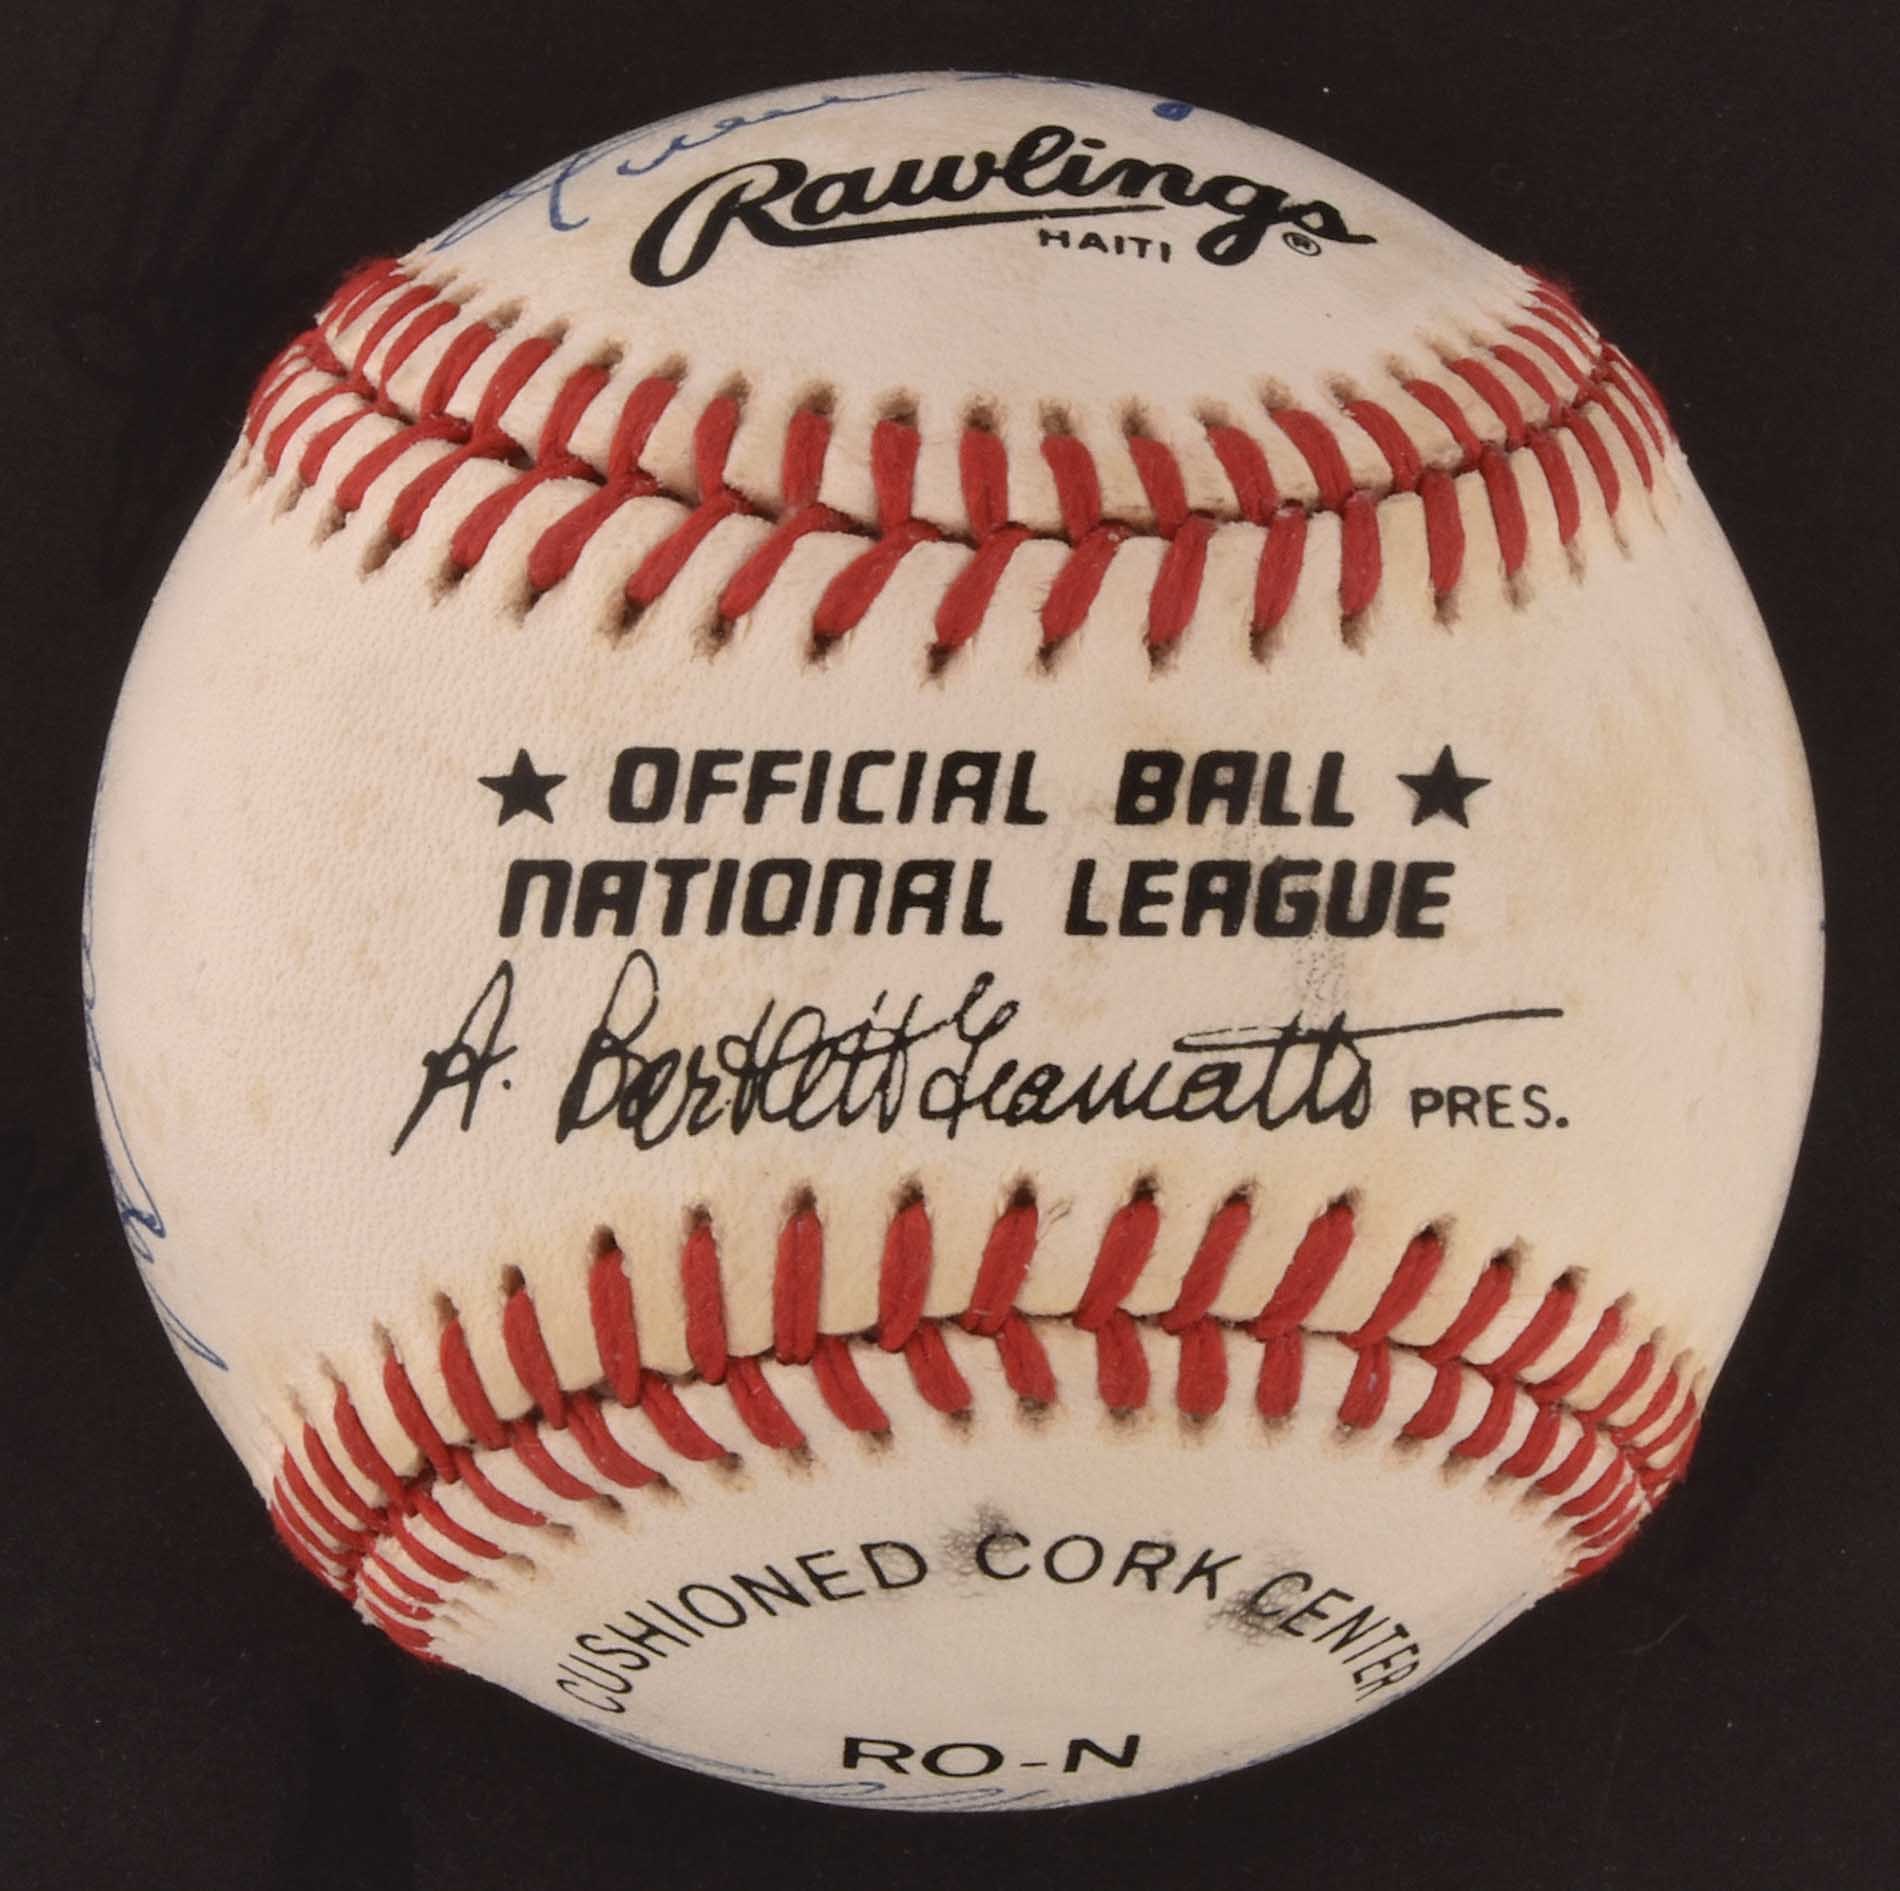 Rawlings ®
HAITI
★ OFFICIAL BALL ★
NATIONAL LEAGUE
A. Bartlett Giamatti PRES.
CUSHIONED CORK CENTER
RO-N